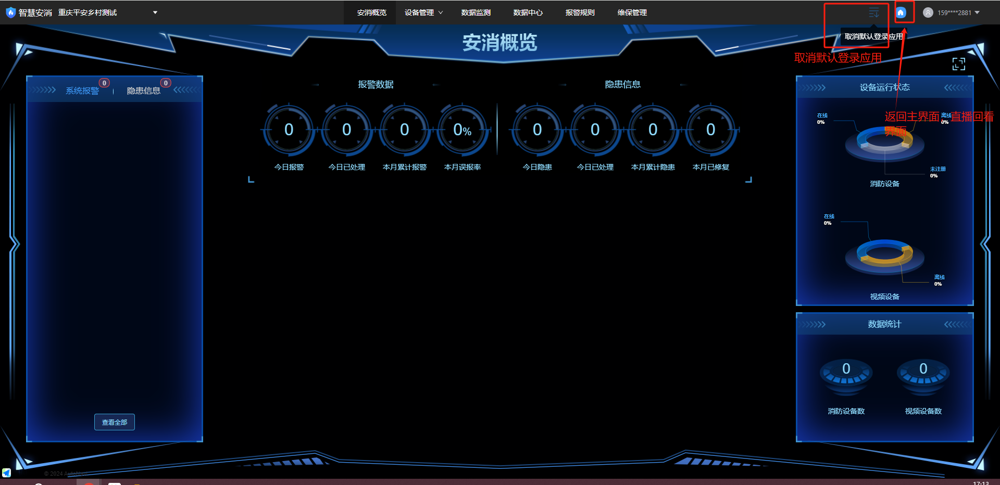 智慧安消 重庆平安乡村测试
安消概览 设备管理 数据监测 数据中心 报警规则 维保管理
159****2881
取消默认登录应用
安消概览
取消默认登录应用
系统报警 0
隐患信息 0
查看全部
报警数据
0 0 0 0%
今日报警 今日已处理 本月累计报警 本月误报率
隐患信息
0 0 0 0
今日隐患 今日已处理 本月累计隐患 本月已修复
设备运行状态
返回主界面、直播回看
界面
在线
0%
离线
0%
未注册
0%
消防设备
在线
0%
离线
0%
视频设备
数据统计
0 0
消防设备数 视频设备数
© 2024
17:13